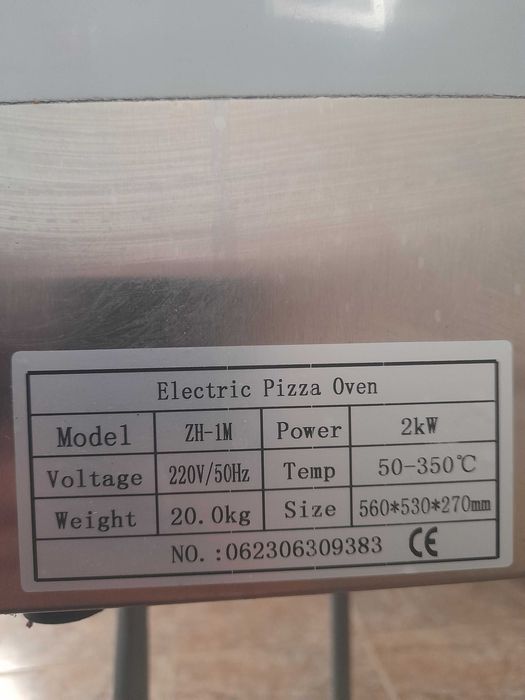 Electric Pizza Oven
Model ZH-1M Power 2kW
Voltage 220V/50Hz Temp 50-350℃
Weight 20.0kg Size 560*530*270mm
NO.:062306309383 CE